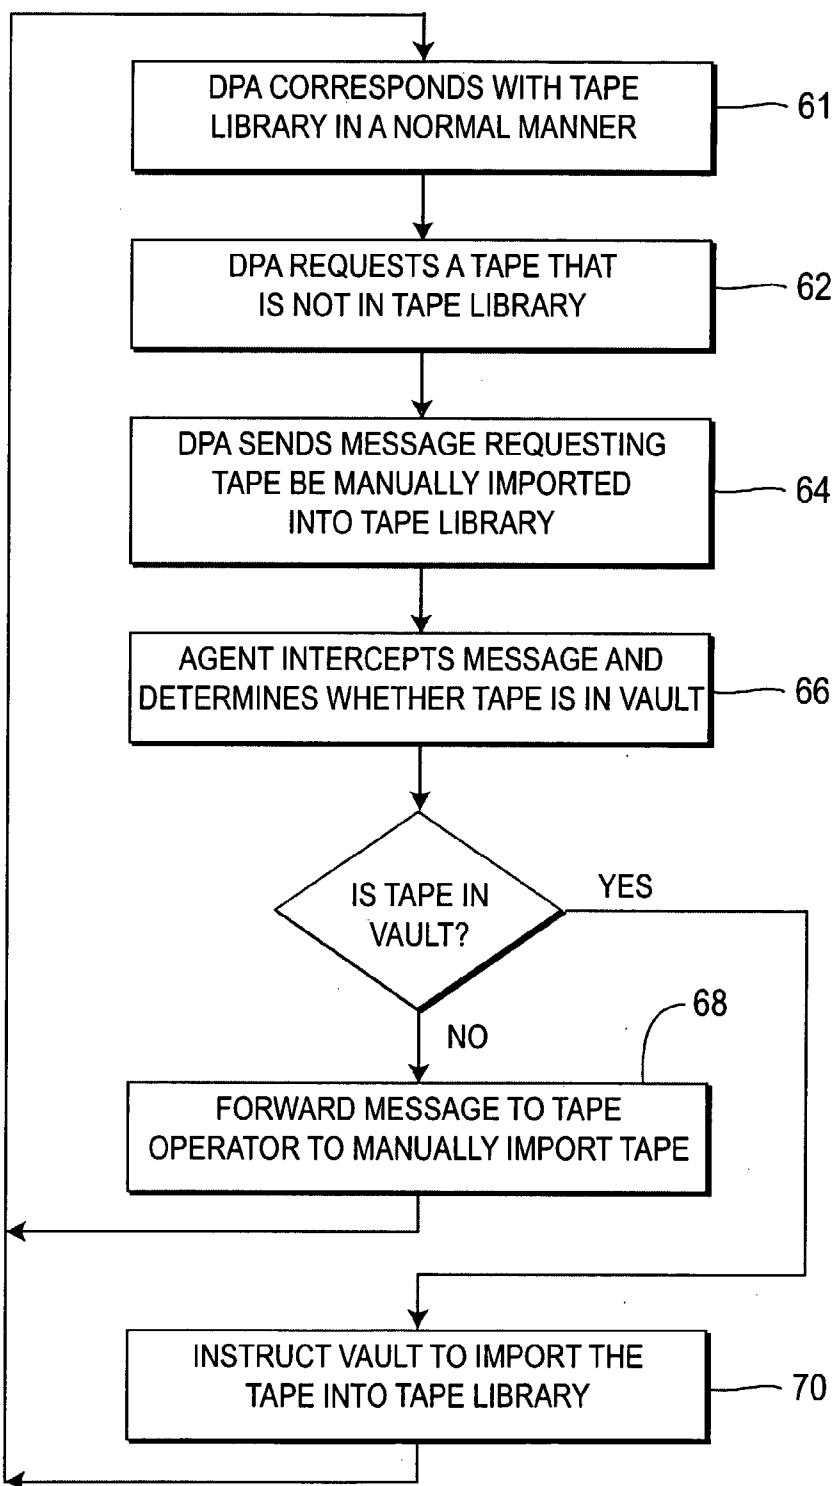 DPA CORRESPONDS WITH TAPE
LIBRARY IN A NORMAL MANNER
61
DPA REQUESTS A TAPE THAT
IS NOT IN TAPE LIBRARY
62
DPA SENDS MESSAGE REQUESTING
TAPE BE MANUALLY IMPORTED
INTO TAPE LIBRARY
64
AGENT INTERCEPTS MESSAGE AND
DETERMINES WHETHER TAPE IS IN VAULT
66
IS TAPE IN
VAULT?
YES
NO
68
FORWARD MESSAGE TO TAPE
OPERATOR TO MANUALLY IMPORT TAPE
INSTRUCT VAULT TO IMPORT THE
TAPE INTO TAPE LIBRARY
70